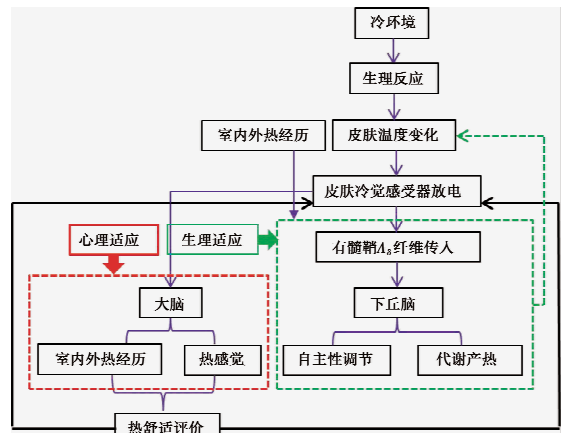 冷环境
生理反应
室内外热经历
皮肤温度变化
皮肤冷觉感受器放电
心理适应
生理适应
有髓鞘Aδ纤维传入
大脑
下丘脑
室内外热经历
热感觉
自主性调节
代谢产热
热舒适评价